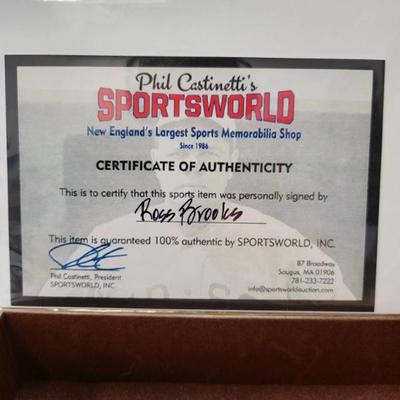 Phil Castinetti's
SPORTSWORLD
New England's Largest Sports Memorabilia Shop
Since 1986
CERTIFICATE OF AUTHENTICITY
This is to certify that this sports item was personally signed by
Ross Brooks
This item is guaranteed 100% authentic by SPORTSWORLD, INC.
Phil Castinetti, President
SPORTSWORLD, INC.
87 Broadway
Saugus, MA 01906
781-233-7222
info@sportsworldauction.com